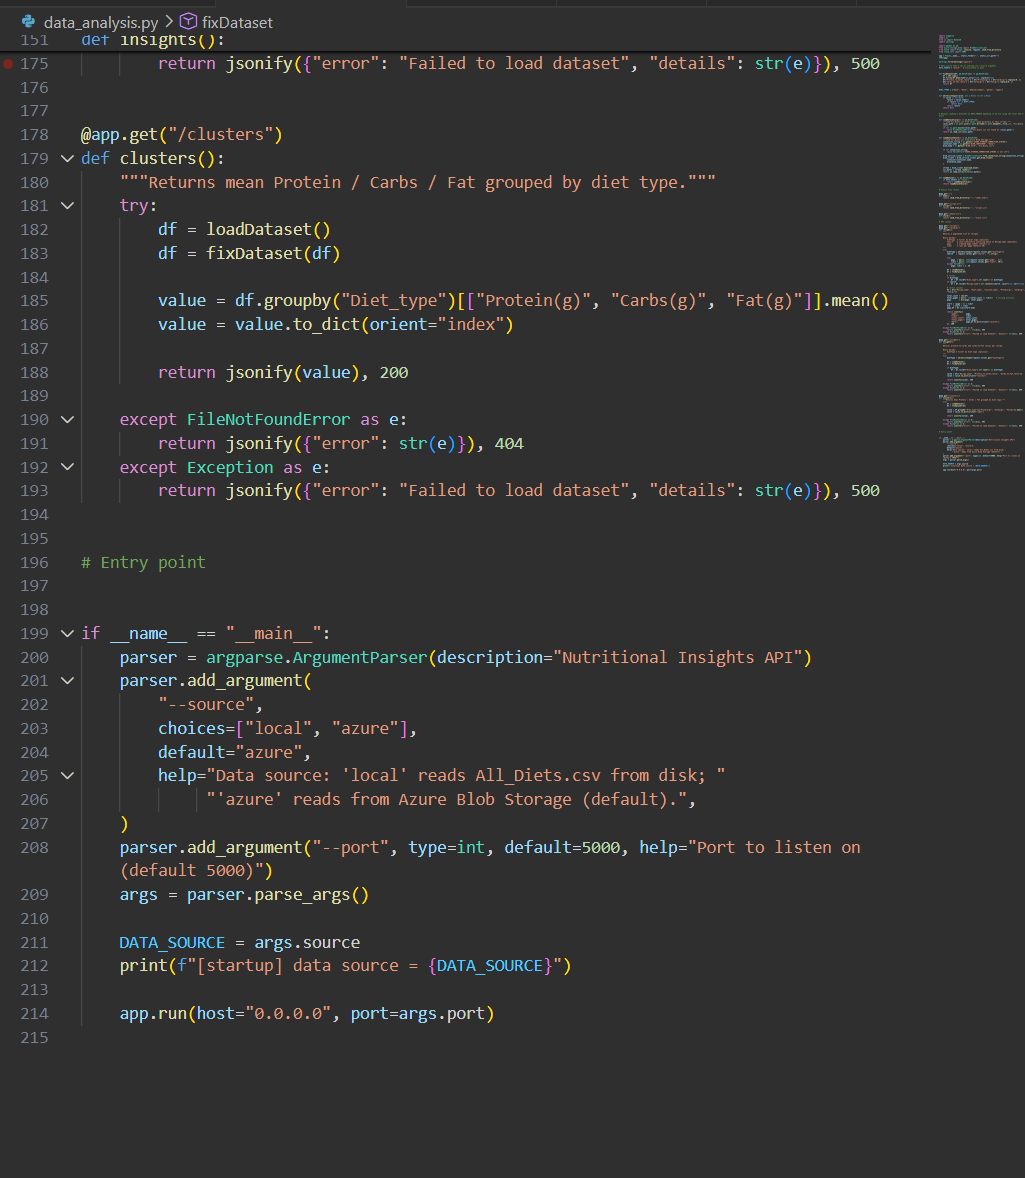 data_analysis.py > fixDataset
151 def insights():
175 return jsonify({"error": "Failed to load dataset", "details": str(e)}), 500
176
177
178 @app.get("/clusters")
179 def clusters():
180 """Returns mean Protein / Carbs / Fat grouped by diet type."""
181 try:
182 df = loadDataset()
183 df = fixDataset(df)
184
185 value = df.groupby("Diet_type")[["Protein(g)", "Carbs(g)", "Fat(g)"]].mean()
186 value = value.to_dict(orient="index")
187
188 return jsonify(value), 200
189
190 except FileNotFoundError as e:
191 return jsonify({"error": str(e)}), 404
192 except Exception as e:
193 return jsonify({"error": "Failed to load dataset", "details": str(e)}), 500
194
195
196 # Entry point
197
198
199 if __name__ == "__main__":
200 parser = argparse.ArgumentParser(description="Nutritional Insights API")
201 parser.add_argument(
202 "--source",
203 choices=["local", "azure"],
204 default="azure",
205 help="Data source: 'local' reads All_Diets.csv from disk; "
206 "'azure' reads from Azure Blob Storage (default).",
207 )
208 parser.add_argument("--port", type=int, default=5000, help="Port to listen on
(default 5000)")
209 args = parser.parse_args()
210
211 DATA_SOURCE = args.source
212 print(f"[startup] data source = {DATA_SOURCE}")
213
214 app.run(host="0.0.0.0", port=args.port)
215